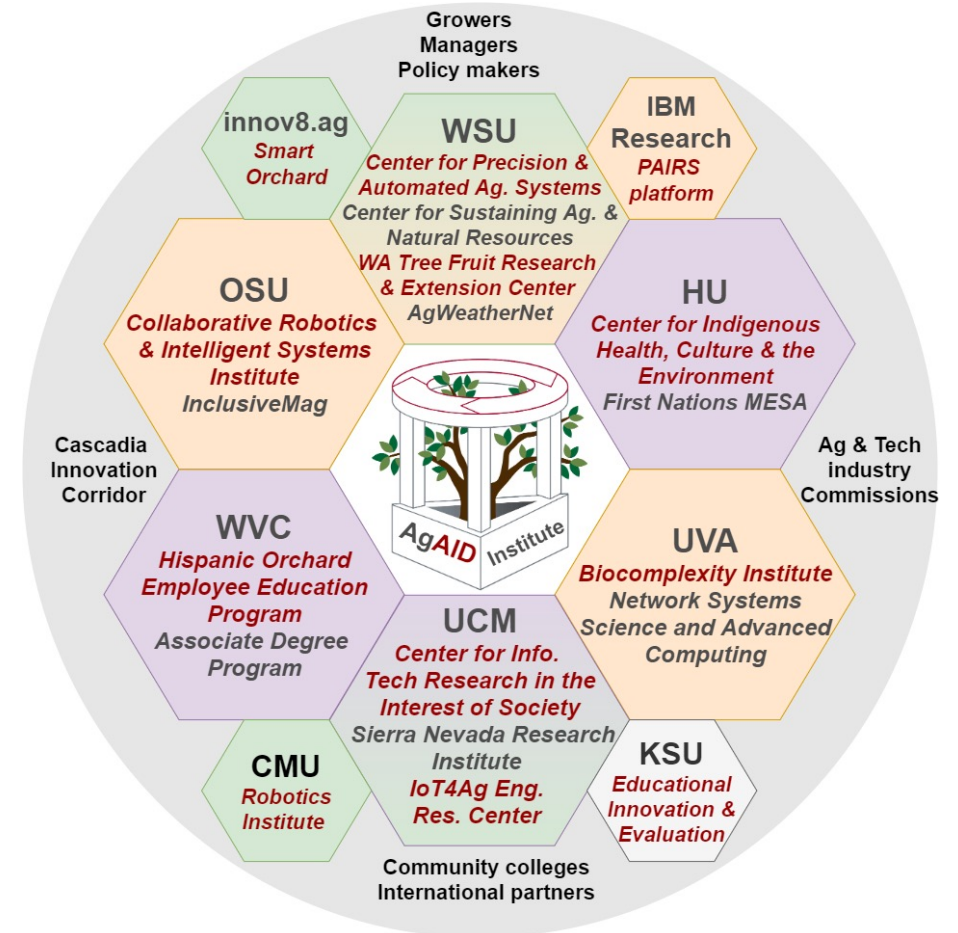 Growers
Managers
Policy makers
innov8.ag
Smart
Orchard
WSU
Center for Precision &
Automated Ag. Systems
Center for Sustaining Ag. &
Natural Resources
WA Tree Fruit Research
& Extension Center
AgWeatherNet
IBM
Research
PAIRS
platform
OSU
Collaborative Robotics
& Intelligent Systems
Institute
InclusiveMag
HU
Center for Indigenous
Health, Culture & the
Environment
First Nations MESA
Cascadia
Innovation
Corridor
AgAID Institute
Ag & Tech
industry
Commissions
WVC
Hispanic Orchard
Employee Education
Program
Associate Degree
Program
UCM
Center for Info.
Tech Research in the
Interest of Society
Sierra Nevada Research
Institute
IoT4Ag Eng.
Res. Center
UVA
Biocomplexity Institute
Network Systems
Science and Advanced
Computing
CMU
Robotics
Institute
KSU
Educational
Innovation &
Evaluation
Community colleges
International partners